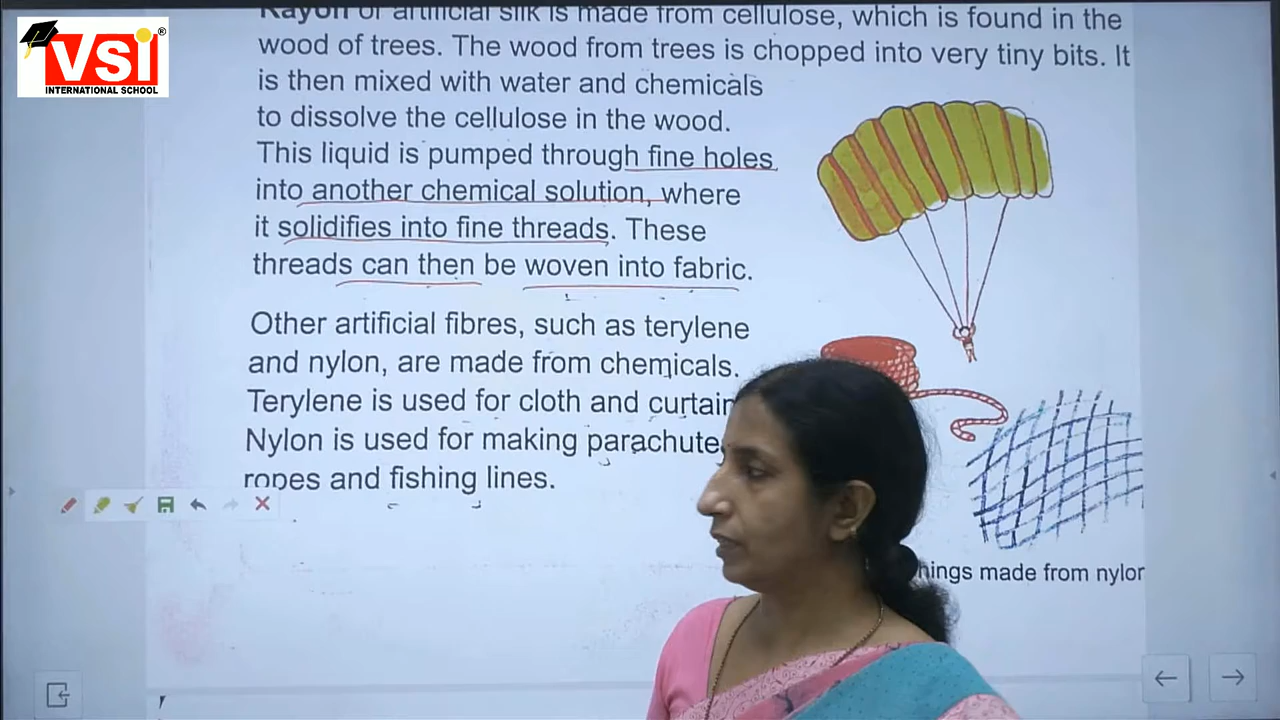 VSI
®
INTERNATIONAL SCHOOL
Rayon or artificial silk is made from cellulose, which is found in the
wood of trees. The wood from trees is chopped into very tiny bits. It
is then mixed with water and chemicals
to dissolve the cellulose in the wood.
This liquid is pumped through fine holes
into another chemical solution, where
it solidifies into fine threads. These
threads can then be woven into fabric.
Other artificial fibres, such as terylene
and nylon, are made from chemicals.
Terylene is used for cloth and curtain
Nylon is used for making parachute
ropes and fishing lines.
hings made from nylon